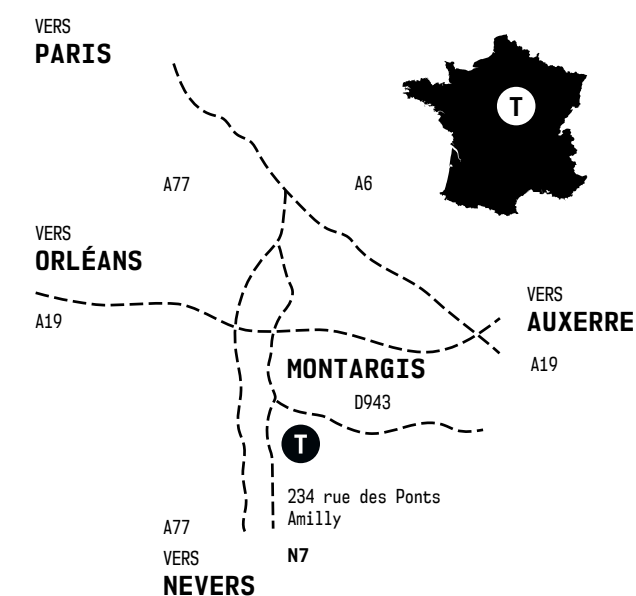 VERS
PARIS
T
A77
A6
VERS
ORLÉANS
A19
VERS
AUXERRE
A19
MONTARGIS
D943
T
234 rue des Ponts
Amilly
A77
N7
VERS
NEVERS